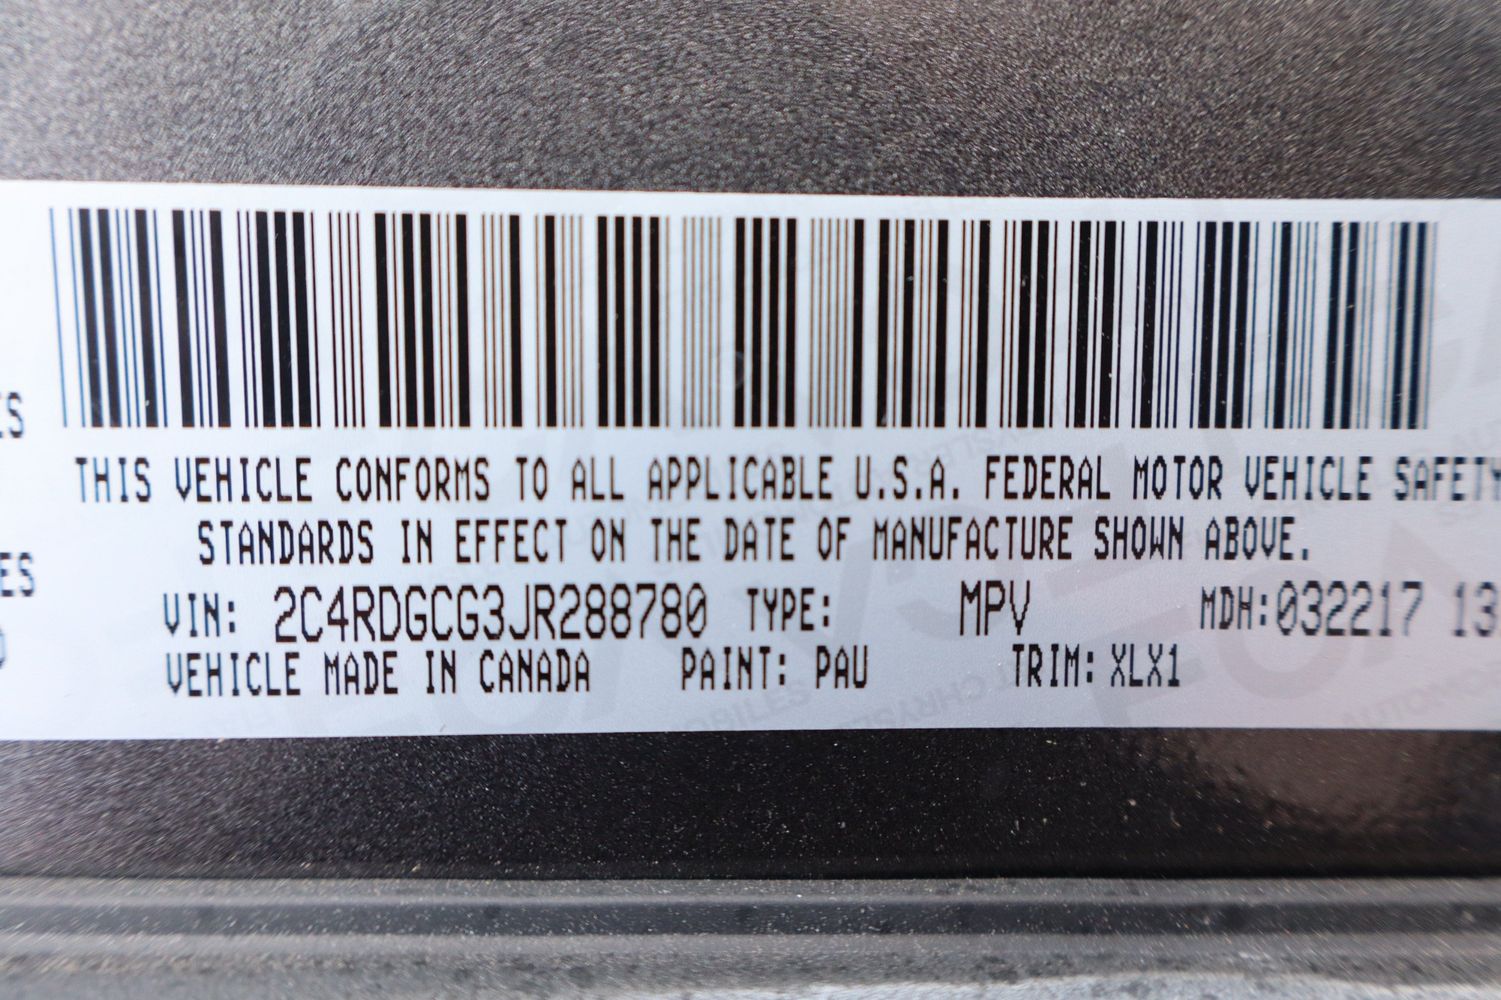 THIS VEHICLE CONFORMS TO ALL APPLICABLE U.S.A. FEDERAL MOTOR VEHICLE SAFETY
STANDARDS IN EFFECT ON THE DATE OF MANUFACTURE SHOWN ABOVE.
VIN: 2C4RDGCG3JR288780 TYPE: MPV MDH:032217 13
VEHICLE MADE IN CANADA PAINT: PAU TRIM: XLX1